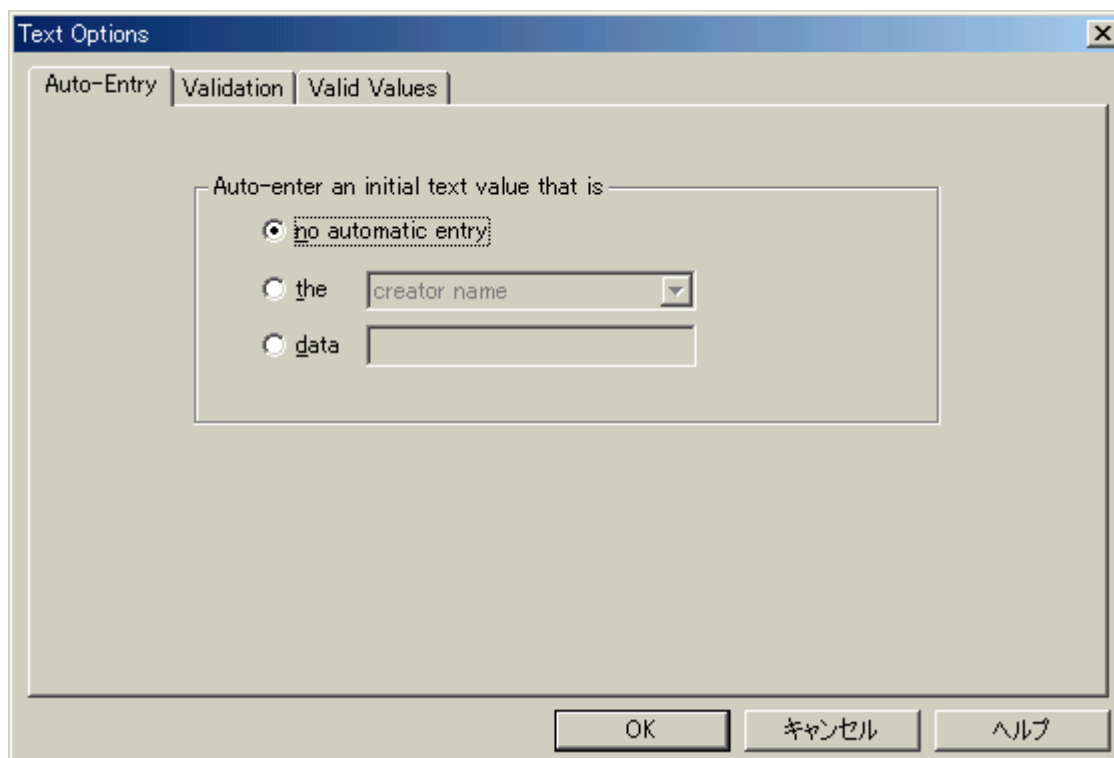 Text Options
Auto-Entry Validation Valid Values
Auto-enter an initial text value that is
no automatic entry
the creator name
data
OK キャンセル ヘルプ